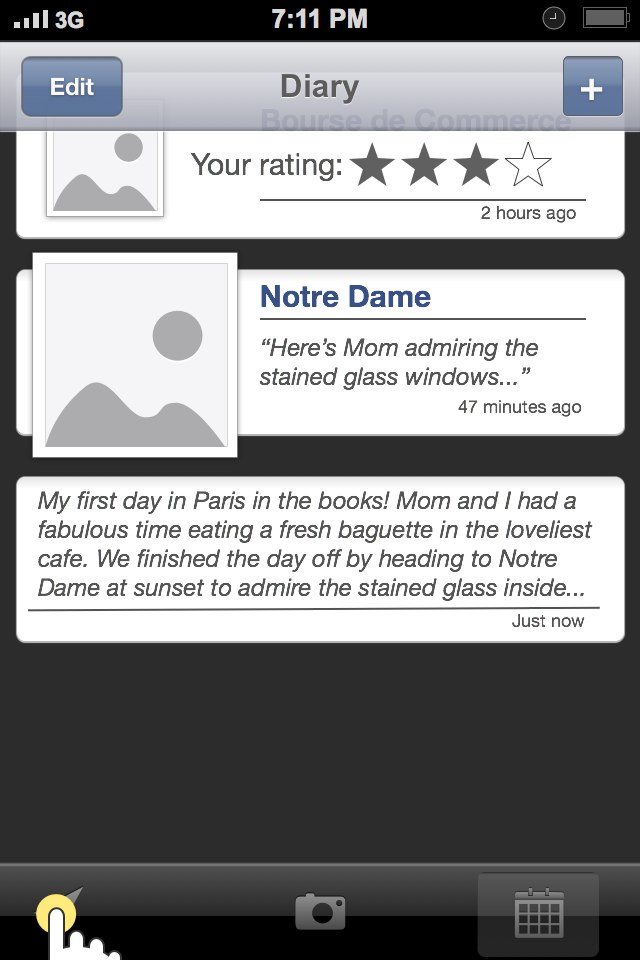 3G 7:11 PM
Edit Diary +
Bourse de Commerce
Your rating:
2 hours ago
Notre Dame
“Here’s Mom admiring the
stained glass windows...”
47 minutes ago
My first day in Paris in the books! Mom and I had a
fabulous time eating a fresh baguette in the loveliest
cafe. We finished the day off by heading to Notre
Dame at sunset to admire the stained glass inside...
Just now